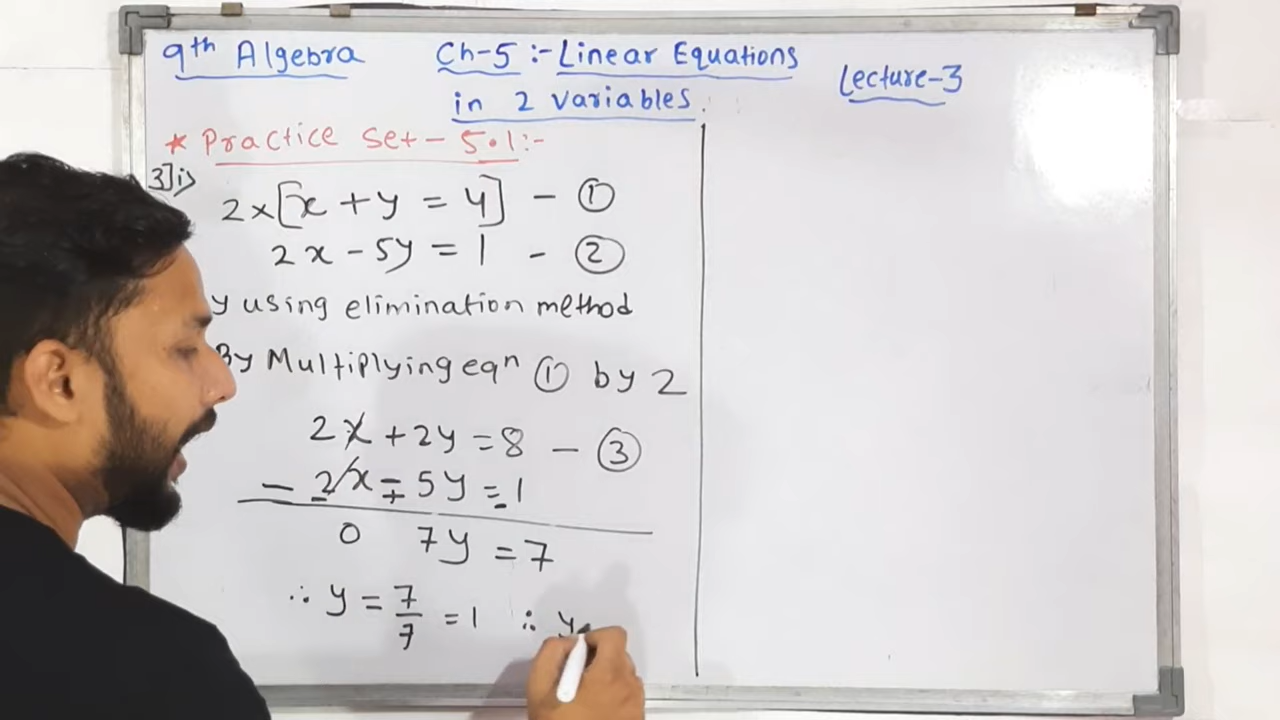 9th Algebra Ch-5 :- Linear Equations
in 2 variables.
Lecture-3
* Practice Set - 5.1 :-
3] i)
2x[x + y = 4] - ①
2x - 5y = 1 - ②
y using elimination method
By Multiplying eqn ① by 2
2x + 2y = 8 - ③
- 2x - 5y = 1
- + -
0 7y = 7
∴ y = 7/7 = 1 ∴ y